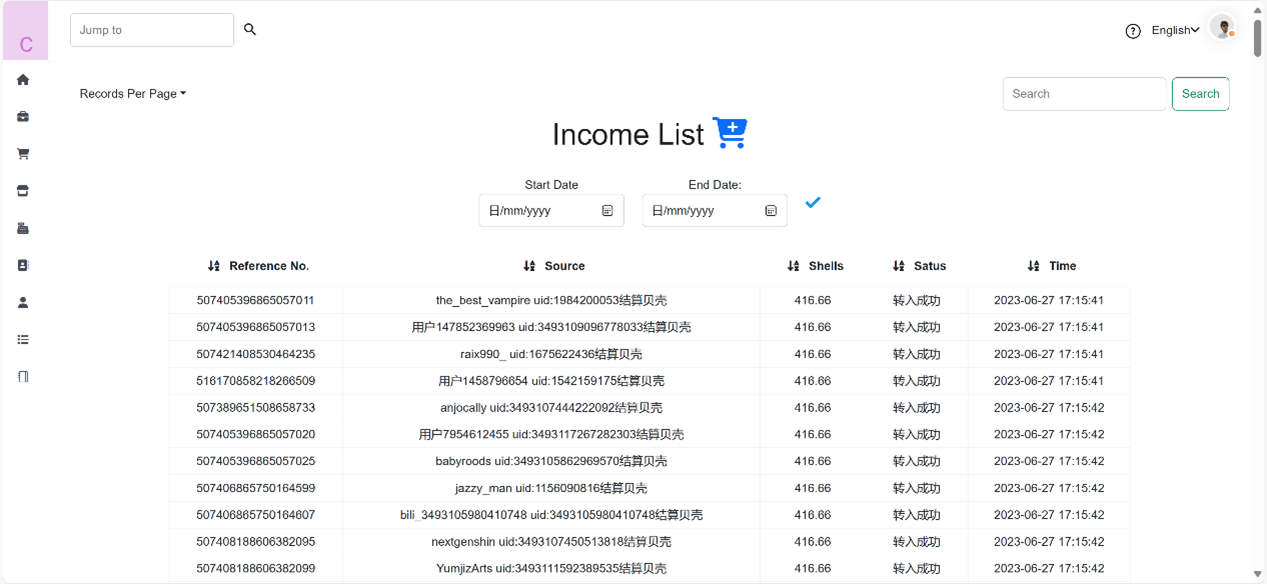 C
Jump to
English
Records Per Page
Search
Search
Income List
Start Date
End Date:
日/mm/yyyy
日/mm/yyyy
Reference No. Source Shells Satus Time
507405396865057011 the_best_vampire uid:1984200053结算贝壳 416.66 转入成功 2023-06-27 17:15:41
507405396865057013 用户147852369963 uid:3493109096778033结算贝壳 416.66 转入成功 2023-06-27 17:15:41
507421408530464235 raix990_ uid:1675622436结算贝壳 416.66 转入成功 2023-06-27 17:15:41
516170858218266509 用户1458796654 uid:1542159175结算贝壳 416.66 转入成功 2023-06-27 17:15:41
507389651508658733 anjocally uid:3493107444222092结算贝壳 416.66 转入成功 2023-06-27 17:15:42
507405396865057020 用户7954612455 uid:3493117267282303结算贝壳 416.66 转入成功 2023-06-27 17:15:42
507405396865057025 babyroods uid:3493105862969570结算贝壳 416.66 转入成功 2023-06-27 17:15:42
507406865750164599 jazzy_man uid:1156090816结算贝壳 416.66 转入成功 2023-06-27 17:15:42
507406865750164607 bili_3493105980410748 uid:3493105980410748结算贝壳 416.66 转入成功 2023-06-27 17:15:42
507408188606382095 nextgenshin uid:3493107450513818结算贝壳 416.66 转入成功 2023-06-27 17:15:42
507408188606382099 YumjizArts uid:3493111592389535结算贝壳 416.66 转入成功 2023-06-27 17:15:42